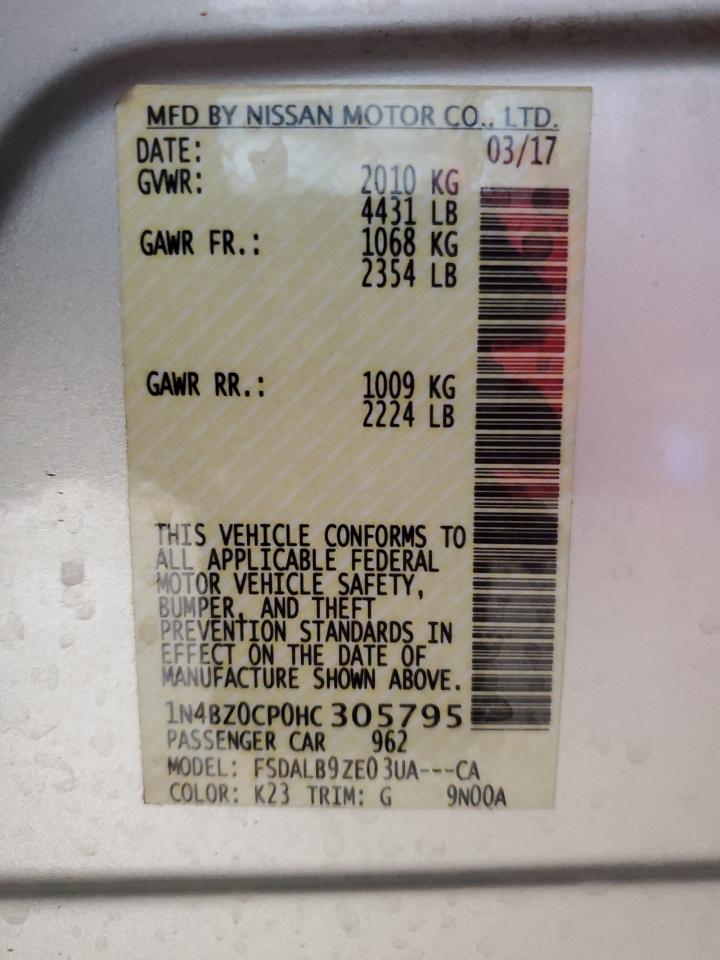 MFD BY NISSAN MOTOR CO., LTD.
DATE: 03/17
GVWR: 2010 KG
4431 LB
GAWR FR.: 1068 KG
2354 LB
GAWR RR.: 1009 KG
2224 LB
THIS VEHICLE CONFORMS TO
ALL APPLICABLE FEDERAL
MOTOR VEHICLE SAFETY,
BUMPER, AND THEFT
PREVENTION STANDARDS IN
EFFECT ON THE DATE OF
MANUFACTURE SHOWN ABOVE.
1N4BZ0CP0HC 305795
PASSENGER CAR 962
MODEL: FSDALB9ZE03UA---CA
COLOR: K23 TRIM: G 9N00A